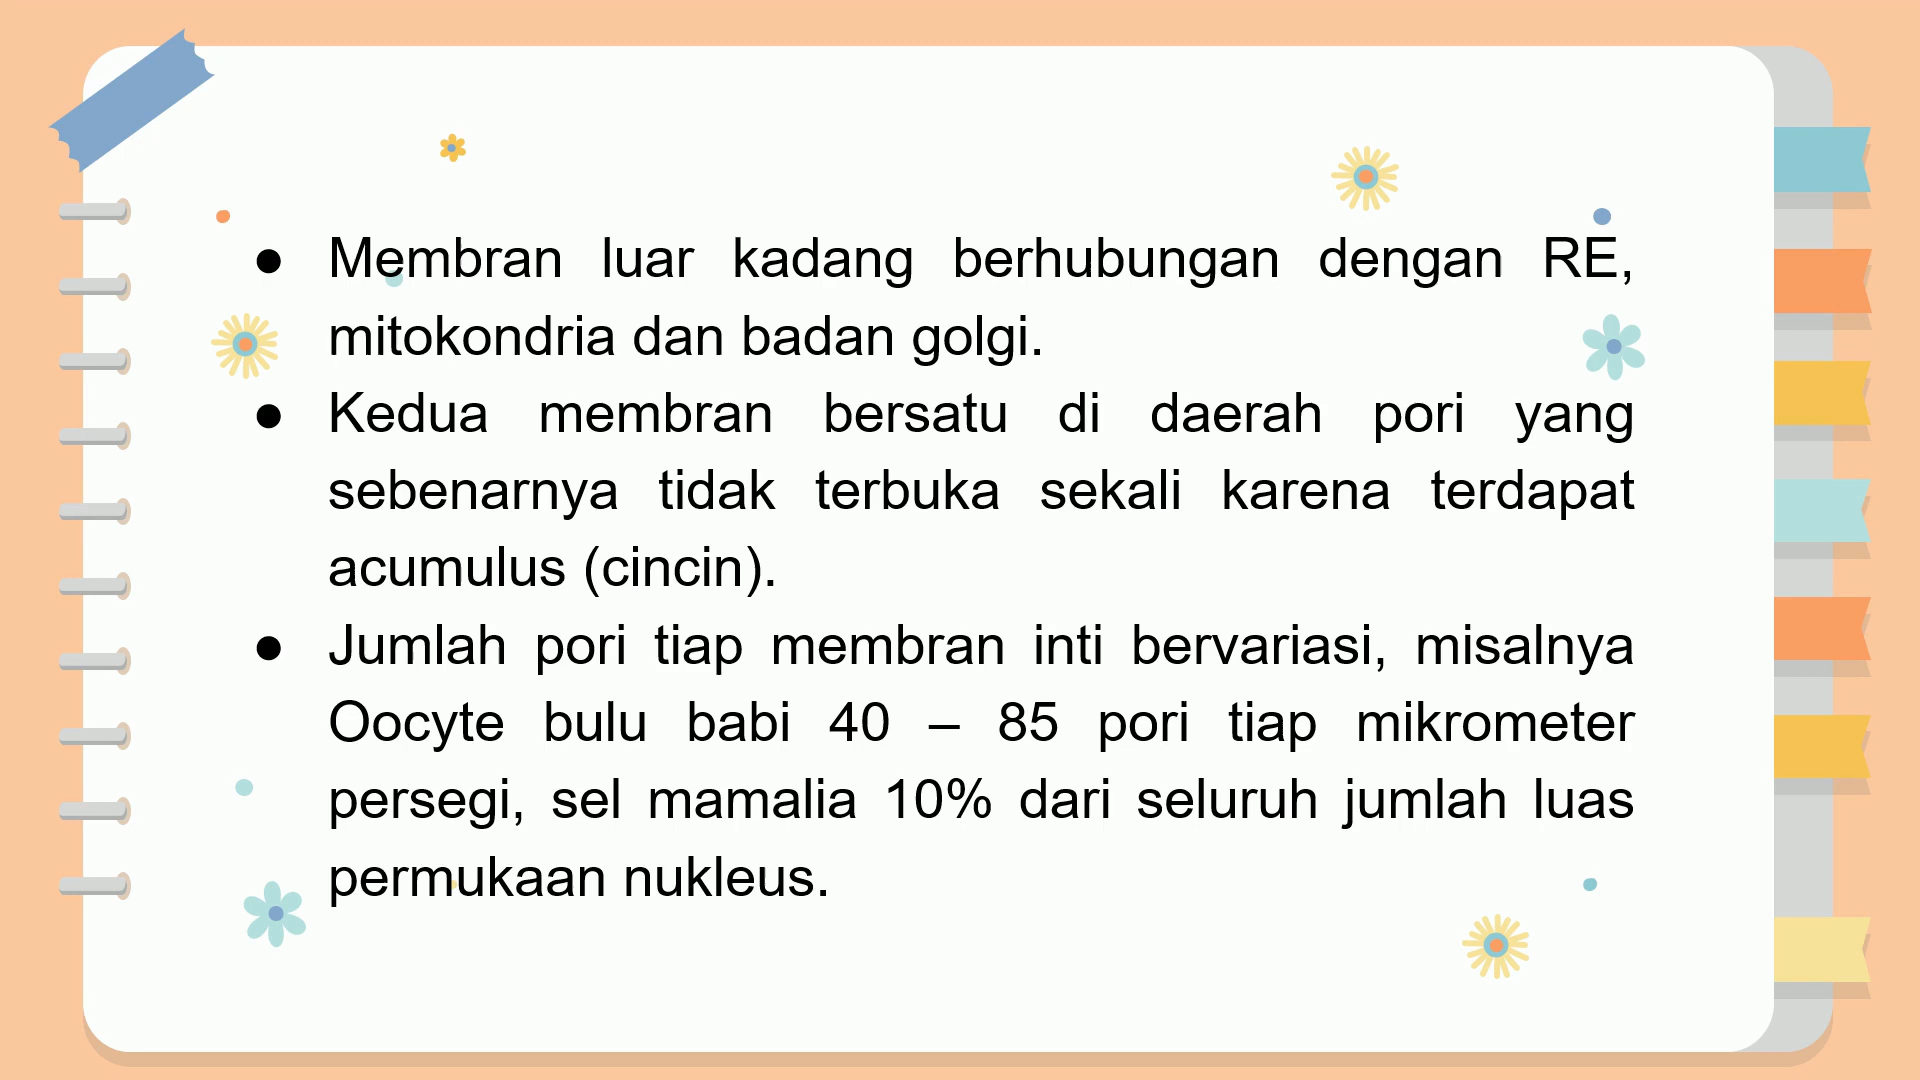 ● Membran luar kadang berhubungan dengan RE,
mitokondria dan badan golgi.
● Kedua membran bersatu di daerah pori yang
sebenarnya tidak terbuka sekali karena terdapat
acumulus (cincin).
● Jumlah pori tiap membran inti bervariasi, misalnya
Oocyte bulu babi 40 – 85 pori tiap mikrometer
persegi, sel mamalia 10% dari seluruh jumlah luas
permukaan nukleus.